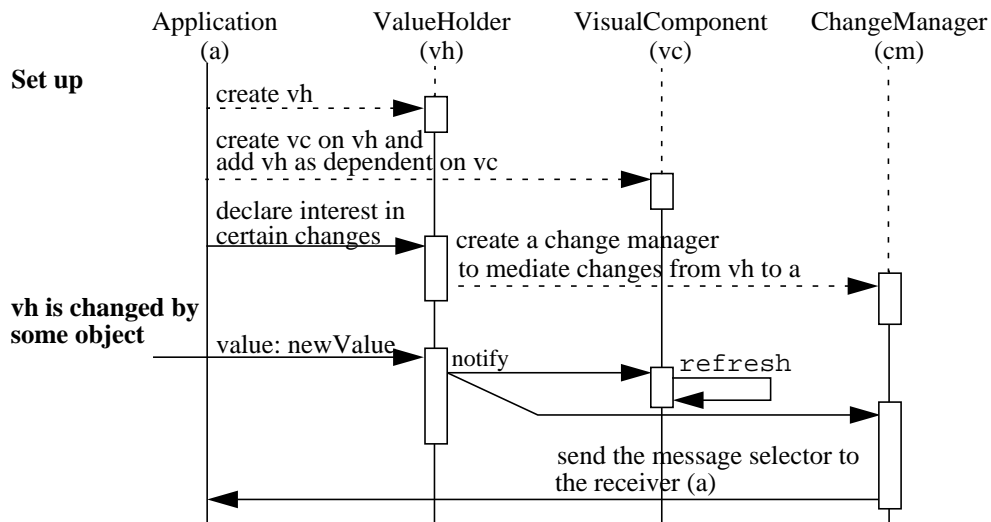 Application ValueHolder VisualComponent ChangeManager
(a) (vh) (vc) (cm)
Set up
create vh
create vc on vh and
add vh as dependent on vc
declare interest in
certain changes
create a change manager
to mediate changes from vh to a
vh is changed by
some object
value: newValue
notify
refresh
send the message selector to
the receiver (a)